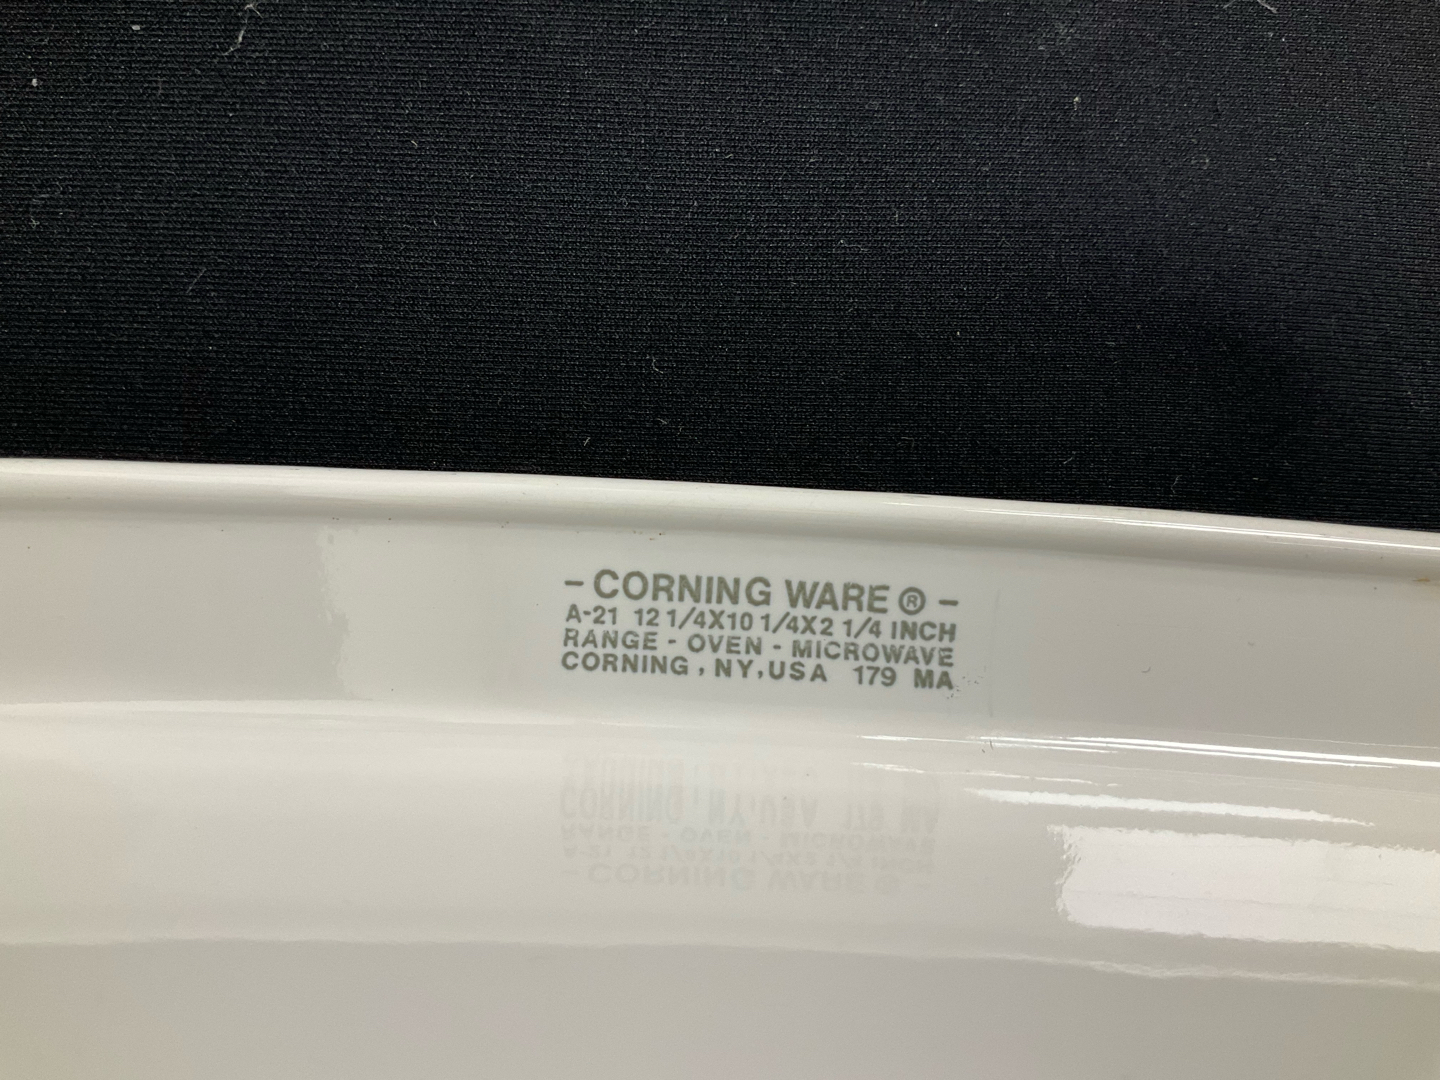 - CORNING WARE ® -
A-21 12 1/4X10 1/4X2 1/4 INCH
RANGE - OVEN - MICROWAVE
CORNING, NY, USA 179 MA